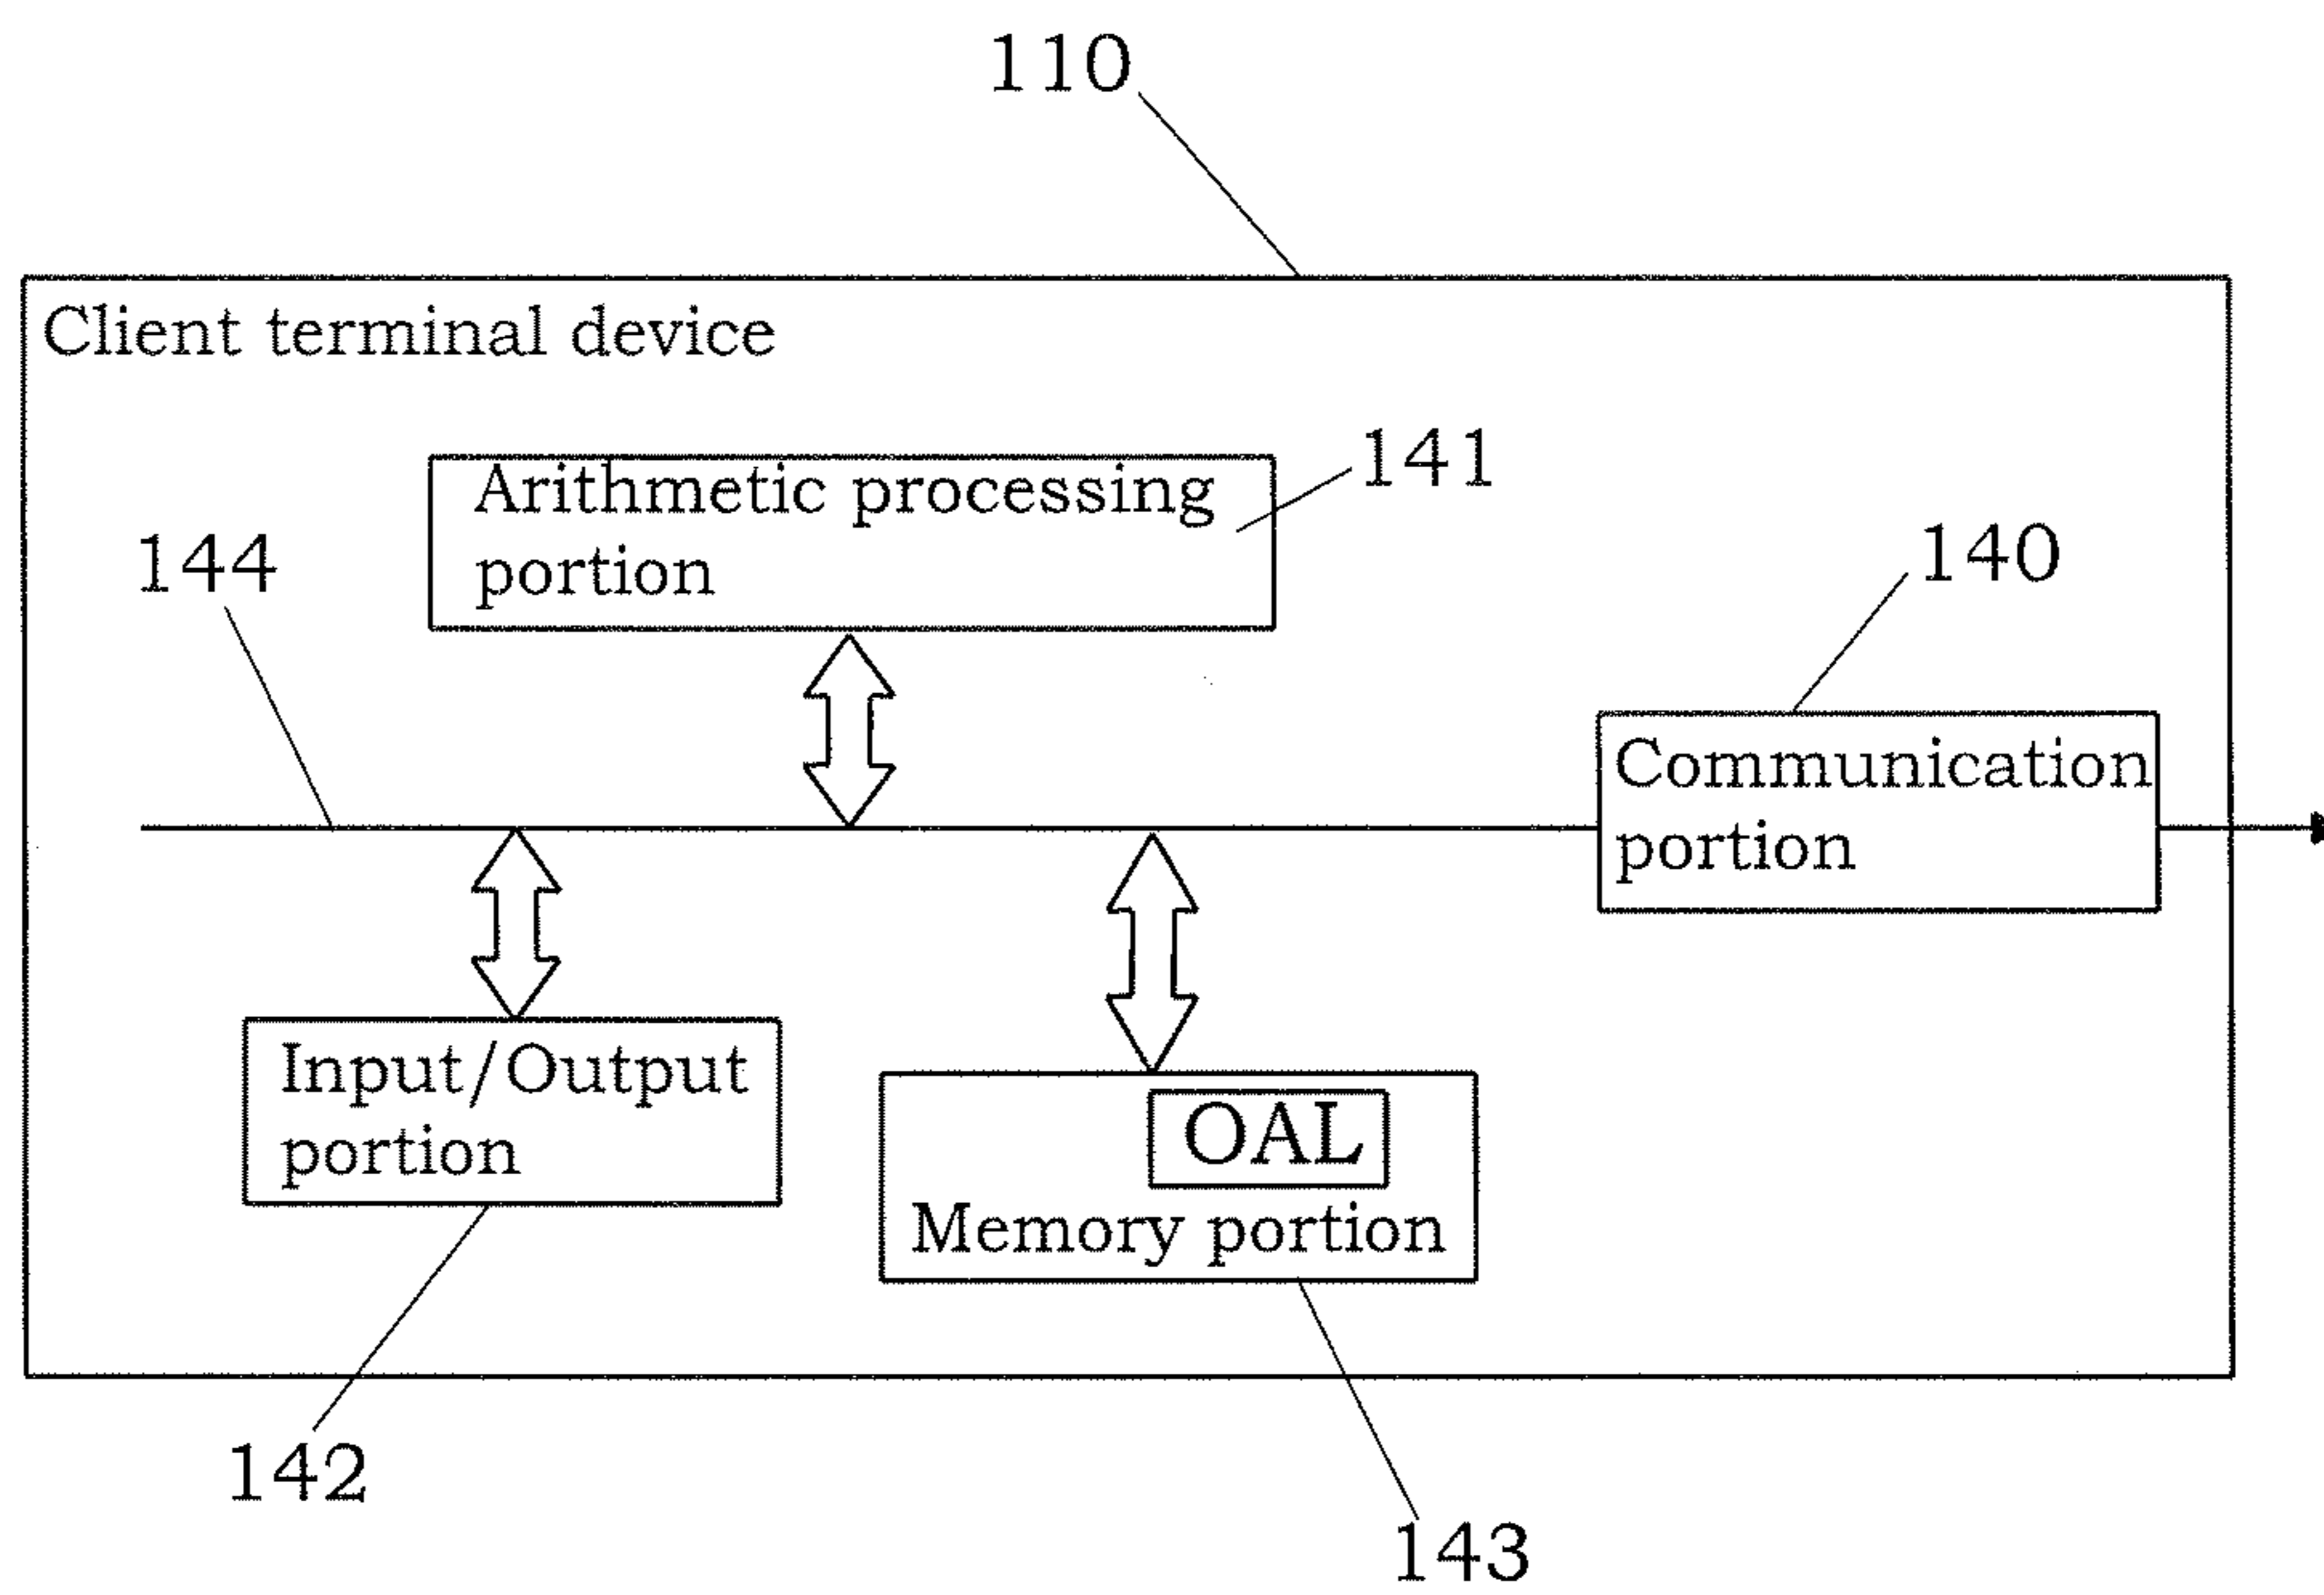 110
Client terminal device
Arithmetic processing
portion
141
144
140
Communication
portion
Input/Output
portion
OAL
Memory portion
142
143